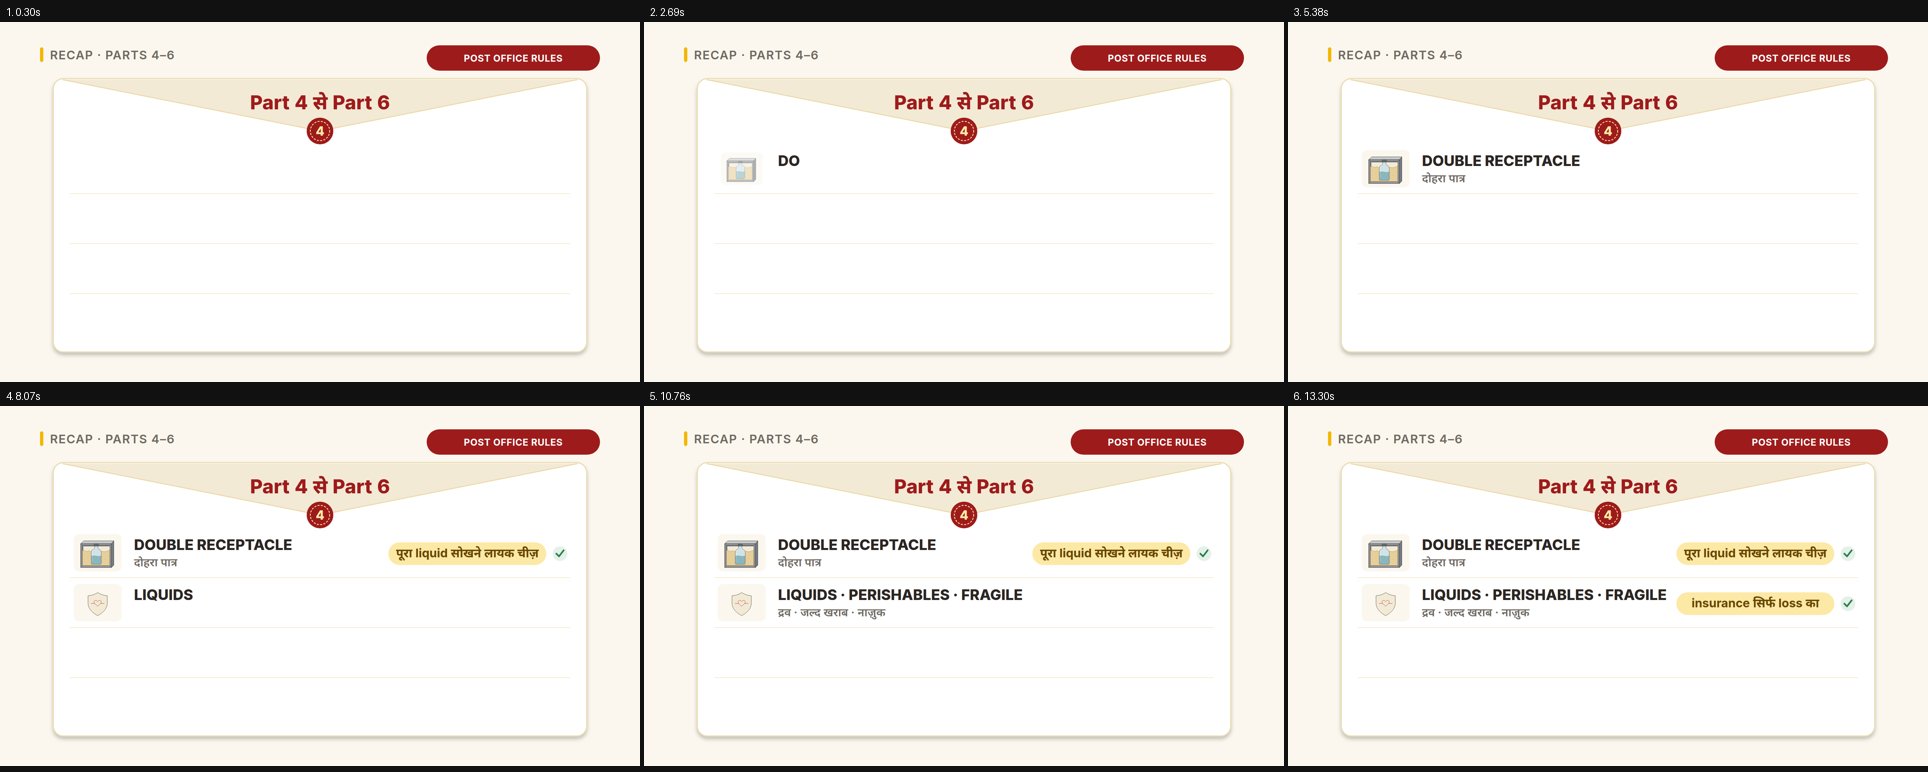 1. 0.30s
RECAP · PARTS 4–6
POST OFFICE RULES
Part 4 से Part 6
4
2. 2.69s
RECAP · PARTS 4–6
POST OFFICE RULES
Part 4 से Part 6
4
DO
3. 5.38s
RECAP · PARTS 4–6
POST OFFICE RULES
Part 4 से Part 6
4
DOUBLE RECEPTACLE
दोहरा पात्र
4. 8.07s
RECAP · PARTS 4–6
POST OFFICE RULES
Part 4 से Part 6
4
DOUBLE RECEPTACLE
दोहरा पात्र
पूरा liquid सोखने लायक चीज़
LIQUIDS
5. 10.76s
RECAP · PARTS 4–6
POST OFFICE RULES
Part 4 से Part 6
4
DOUBLE RECEPTACLE
दोहरा पात्र
पूरा liquid सोखने लायक चीज़
LIQUIDS · PERISHABLES · FRAGILE
द्रव · जल्द खराब · नाज़ुक
6. 13.30s
RECAP · PARTS 4–6
POST OFFICE RULES
Part 4 से Part 6
4
DOUBLE RECEPTACLE
दोहरा पात्र
पूरा liquid सोखने लायक चीज़
LIQUIDS · PERISHABLES · FRAGILE
द्रव · जल्द खराब · नाज़ुक
insurance सिर्फ loss का